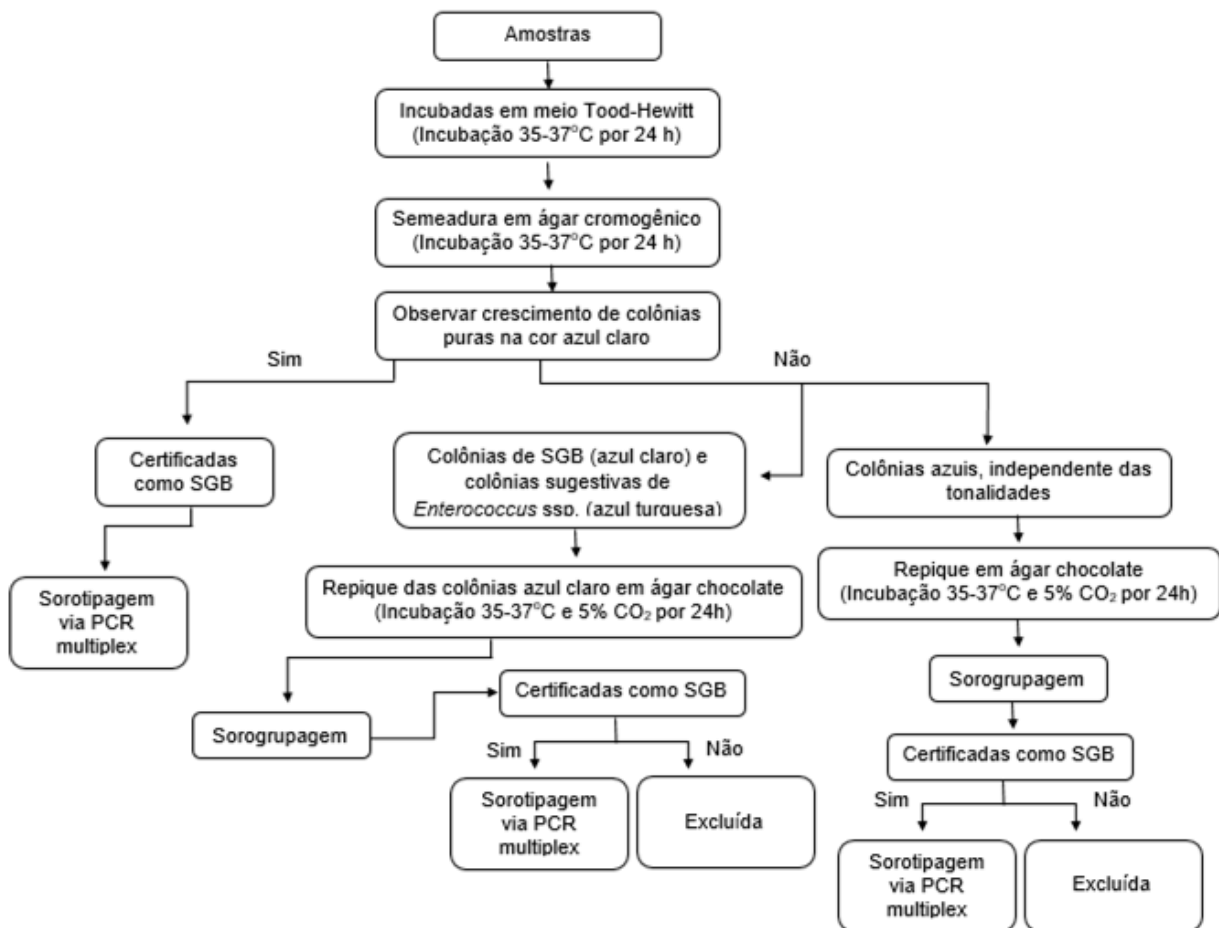 Amostras
Incubadas em meio Tood-Hewitt
(Incubação 35-37°C por 24 h)
Semeadura em ágar cromogênico
(Incubação 35-37°C por 24 h)
Observar crescimento de colônias
puras na cor azul claro
Sim
Não
Certificadas
como SGB
Colônias de SGB (azul claro) e
colônias sugestivas de
Enterococcus ssp. (azul turquesa)
Colônias azuis, independente das
tonalidades
Sorotipagem
via PCR
multiplex
Repique das colônias azul claro em ágar chocolate
(Incubação 35-37°C e 5% CO₂ por 24h)
Repique em ágar chocolate
(Incubação 35-37°C e 5% CO₂ por 24h)
Sorogrupagem
Certificadas como SGB
Sim
Não
Sorotipagem
via PCR
multiplex
Excluída
Sorogrupagem
Certificadas como SGB
Sim
Não
Sorotipagem
via PCR
multiplex
Excluída